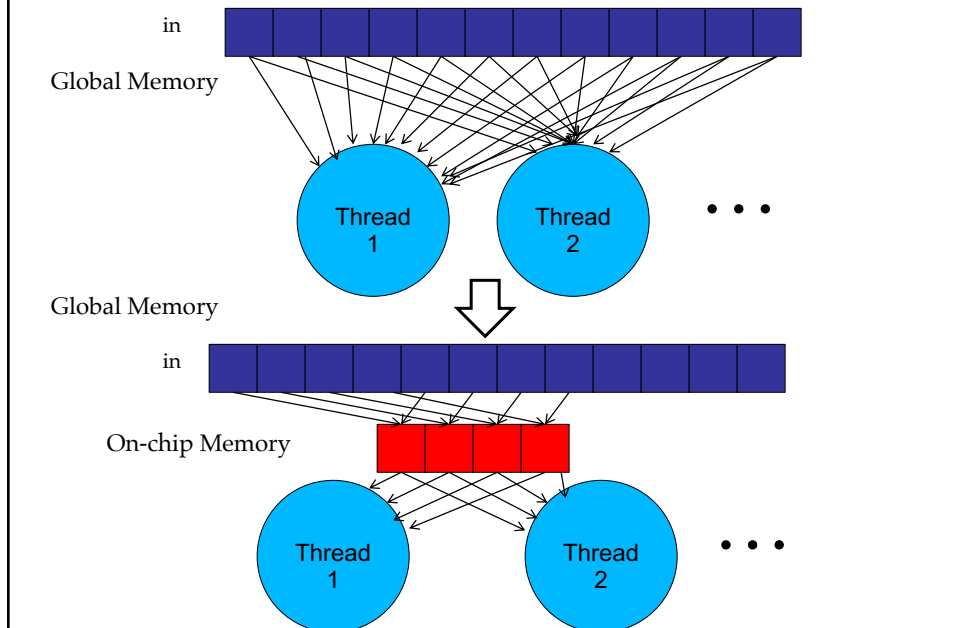 in
Global Memory
Thread
1
Thread
2
• • •
Global Memory
in
On-chip Memory
Thread
1
Thread
2
• • •